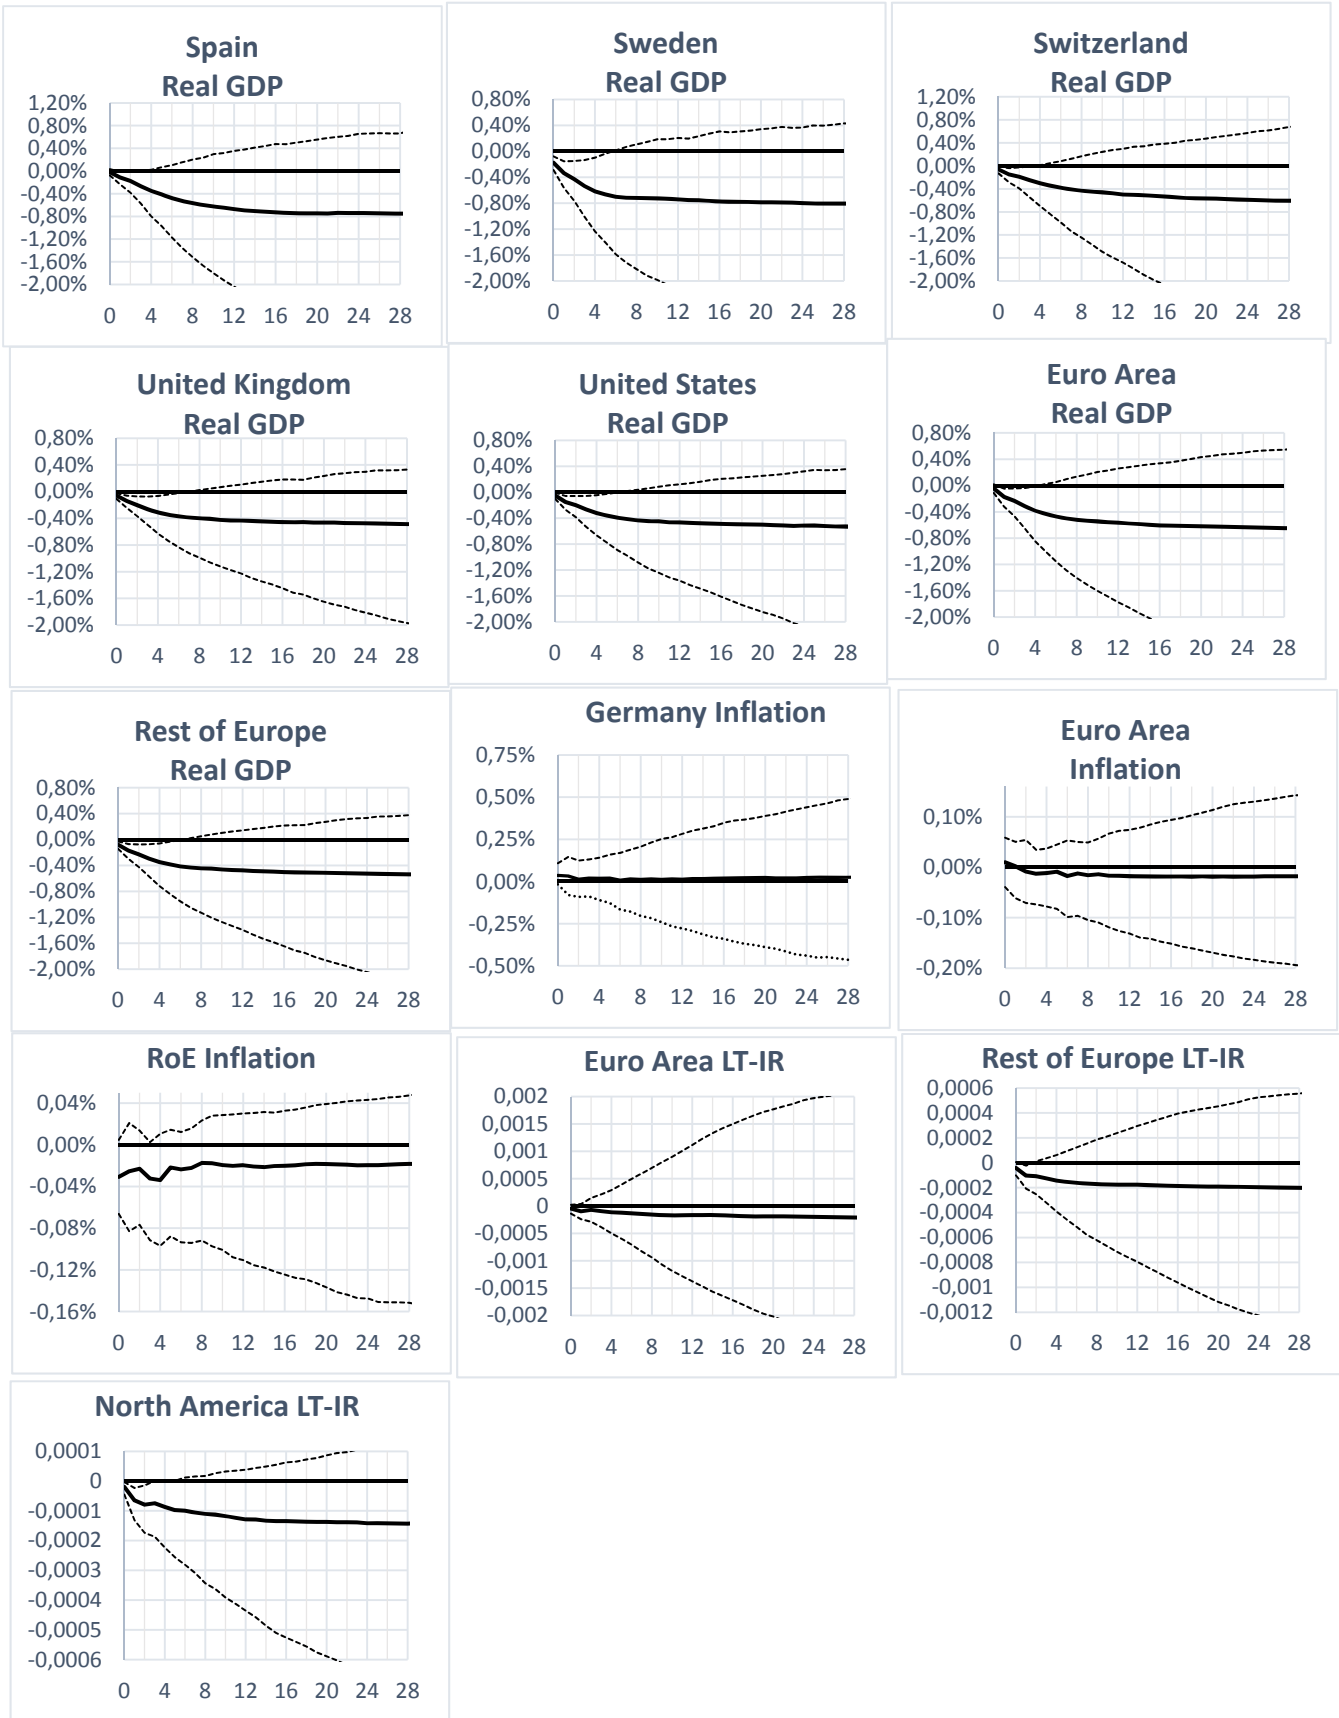 Spain
Real GDP
1,20%
0,80%
0,40%
0,00%
-0,40%
-0,80%
-1,20%
-1,60%
-2,00%
0 4 8 12 16 20 24 28
Sweden
Real GDP
0,80%
0,40%
0,00%
-0,40%
-0,80%
-1,20%
-1,60%
-2,00%
0 4 8 12 16 20 24 28
Switzerland
Real GDP
1,20%
0,80%
0,40%
0,00%
-0,40%
-0,80%
-1,20%
-1,60%
-2,00%
0 4 8 12 16 20 24 28
United Kingdom
Real GDP
0,80%
0,40%
0,00%
-0,40%
-0,80%
-1,20%
-1,60%
-2,00%
0 4 8 12 16 20 24 28
United States
Real GDP
0,80%
0,40%
0,00%
-0,40%
-0,80%
-1,20%
-1,60%
-2,00%
0 4 8 12 16 20 24 28
Euro Area
Real GDP
0,80%
0,40%
0,00%
-0,40%
-0,80%
-1,20%
-1,60%
-2,00%
0 4 8 12 16 20 24 28
Rest of Europe
Real GDP
0,80%
0,40%
0,00%
-0,40%
-0,80%
-1,20%
-1,60%
-2,00%
0 4 8 12 16 20 24 28
Germany Inflation
0,75%
0,50%
0,25%
0,00%
-0,25%
-0,50%
0 4 8 12 16 20 24 28
Euro Area
Inflation
0,10%
0,00%
-0,10%
-0,20%
0 4 8 12 16 20 24 28
RoE Inflation
0,04%
0,00%
-0,04%
-0,08%
-0,12%
-0,16%
0 4 8 12 16 20 24 28
Euro Area LT-IR
0,002
0,0015
0,001
0,0005
0
-0,0005
-0,001
-0,0015
-0,002
0 4 8 12 16 20 24 28
Rest of Europe LT-IR
0,0006
0,0004
0,0002
0
-0,0002
-0,0004
-0,0006
-0,0008
-0,001
-0,0012
0 4 8 12 16 20 24 28
North America LT-IR
0,0001
0
-0,0001
-0,0002
-0,0003
-0,0004
-0,0005
-0,0006
0 4 8 12 16 20 24 28